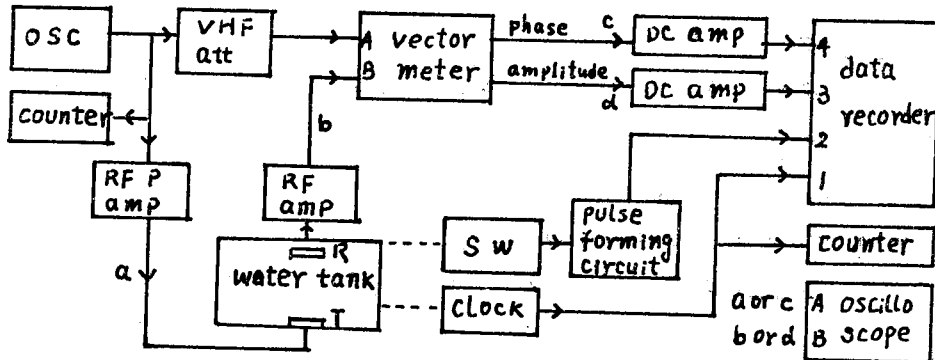 OSC
VHF
att
A vector
B meter
phase c
amplitude
d
DC amp
DC amp
4
3 data
2 recorder
1
counter
b
RF P
amp
RF
amp
a
R
water tank
T
SW
pulse
forming
circuit
CLOCK
counter
a or c A oscillo
b or d B scope